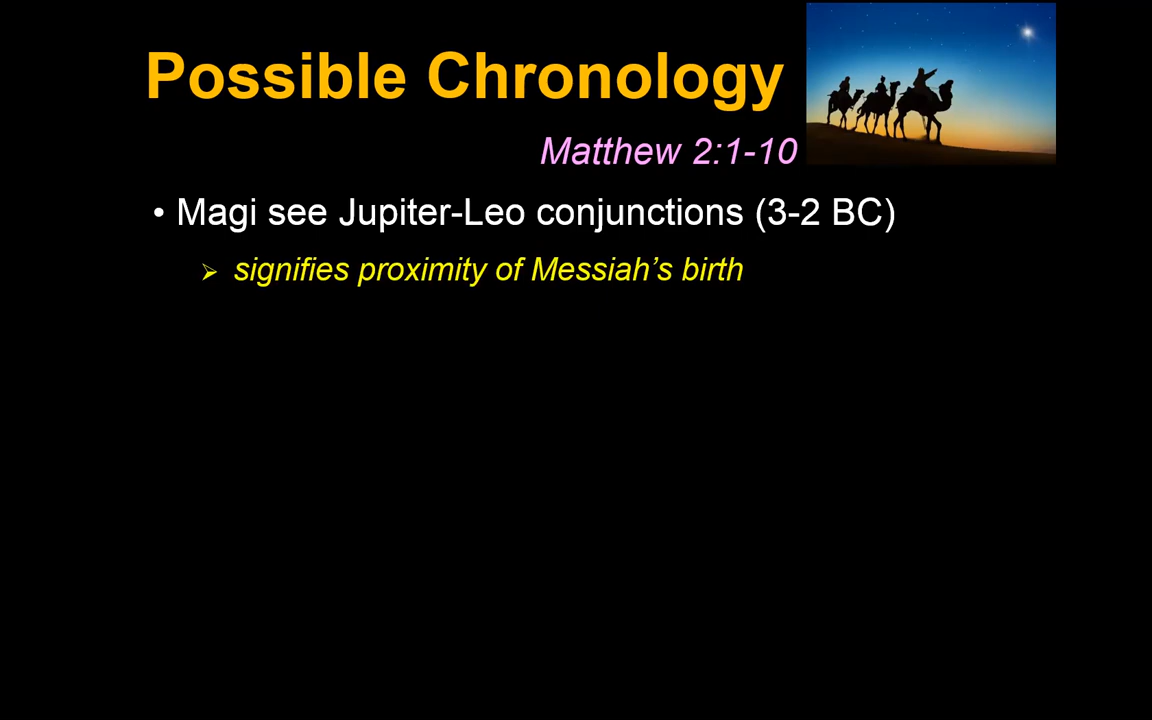 Possible Chronology
Matthew 2:1-10
• Magi see Jupiter-Leo conjunctions (3-2 BC)
➢ signifies proximity of Messiah’s birth